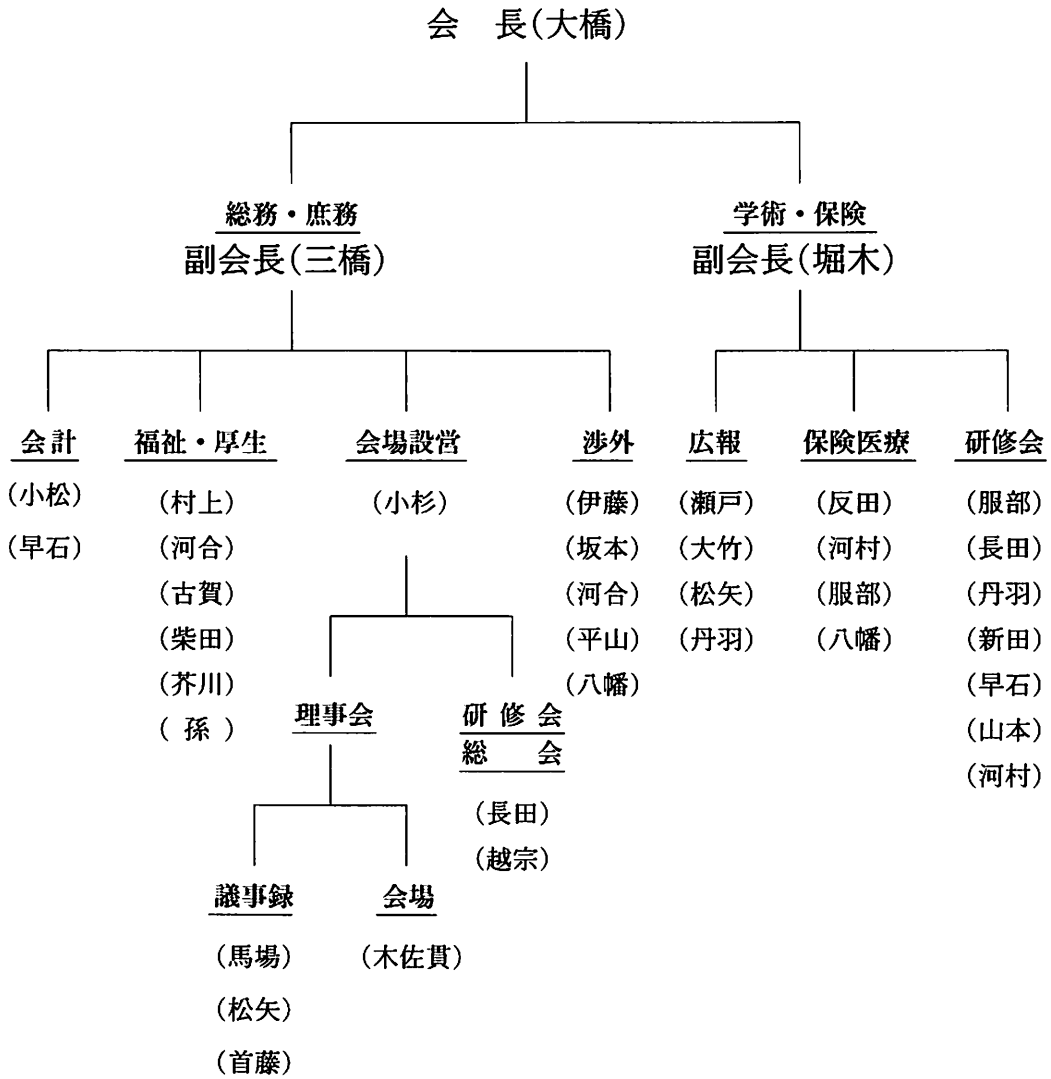 会　長(大橋)
総務・庶務
副会長(三橋)
学術・保険
副会長(堀木)
会計
(小松)
(早石)
福祉・厚生
(村上)
(河合)
(古賀)
(柴田)
(芥川)
(孫)
会場設営
(小杉)
理事会
議事録
(馬場)
(松矢)
(首藤)
会場
(木佐貫)
研修会
総　会
(長田)
(越宗)
渉外
(伊藤)
(坂本)
(河合)
(平山)
(八幡)
広報
(瀬戸)
(大竹)
(松矢)
(丹羽)
保険医療
(反田)
(河村)
(服部)
(八幡)
研修会
(服部)
(長田)
(丹羽)
(新田)
(早石)
(山本)
(河村)